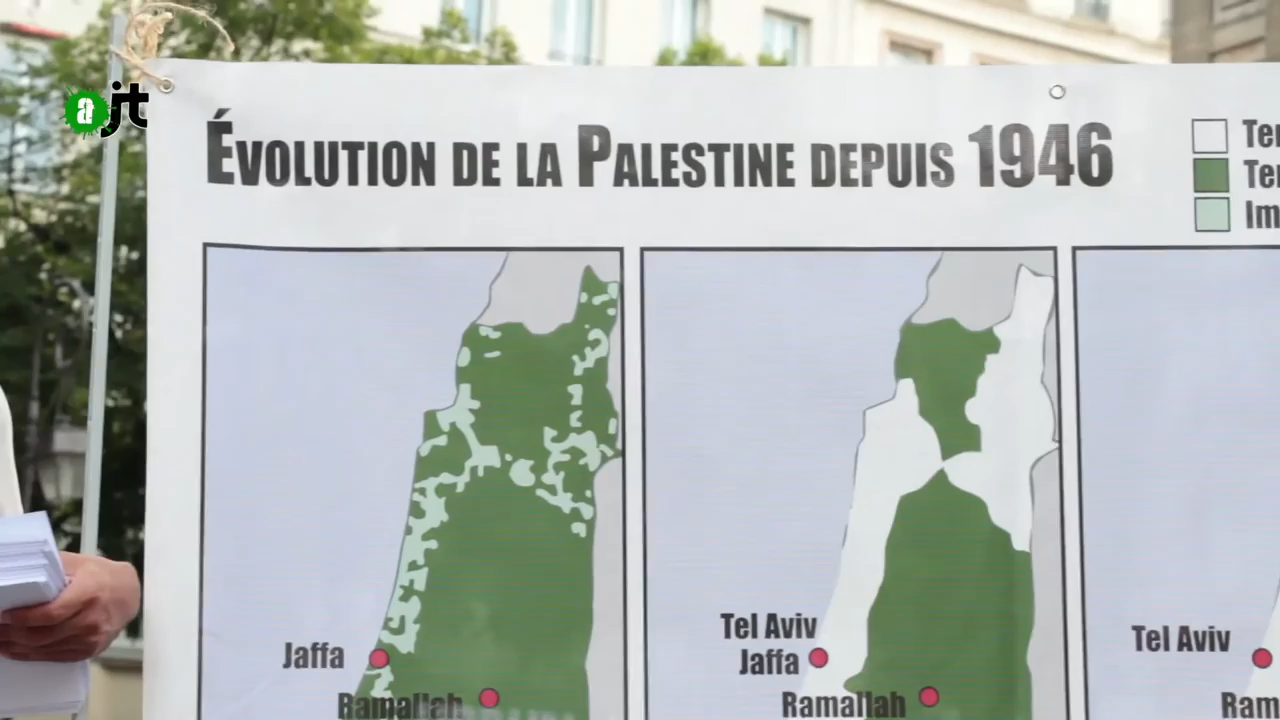 ajt
ÉVOLUTION DE LA PALESTINE DEPUIS 1946
Jaffa
Ramallah
Tel Aviv
Jaffa
Ramallah
Tel Aviv